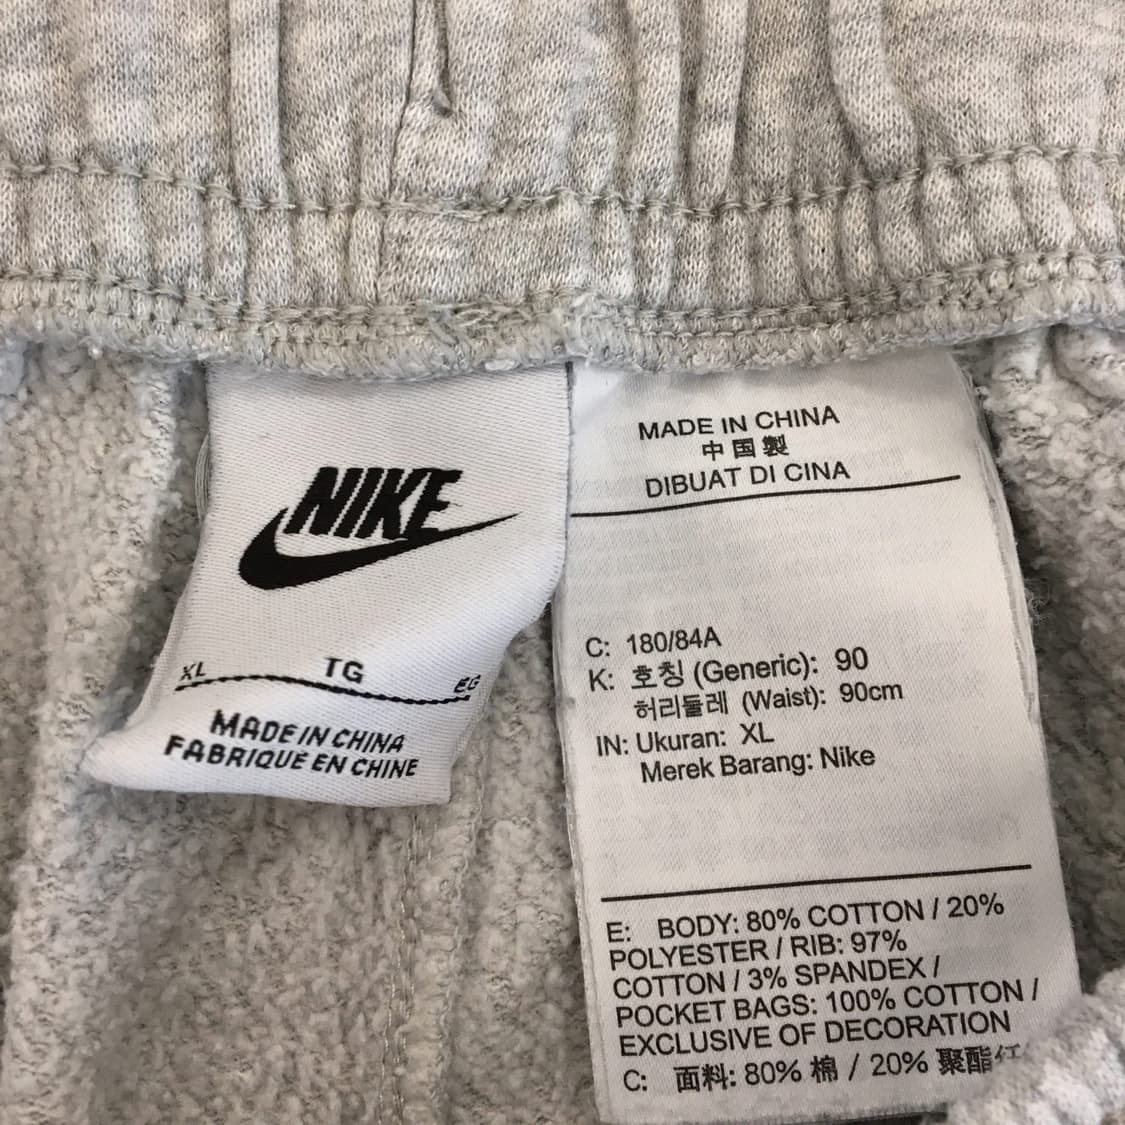 NIKE
XL TG EG
MADE IN CHINA
FABRIQUÉ EN CHINE
MADE IN CHINA
中国製
DIBUAT DI CINA
C: 180/84A
K: 호칭 (Generic): 90
허리둘레 (Waist): 90cm
IN: Ukuran: XL
Merek Barang: Nike
E: BODY: 80% COTTON / 20%
POLYESTER / RIB: 97%
COTTON / 3% SPANDEX /
POCKET BAGS: 100% COTTON /
EXCLUSIVE OF DECORATION
C: 面料: 80% 棉 / 20% 聚酯